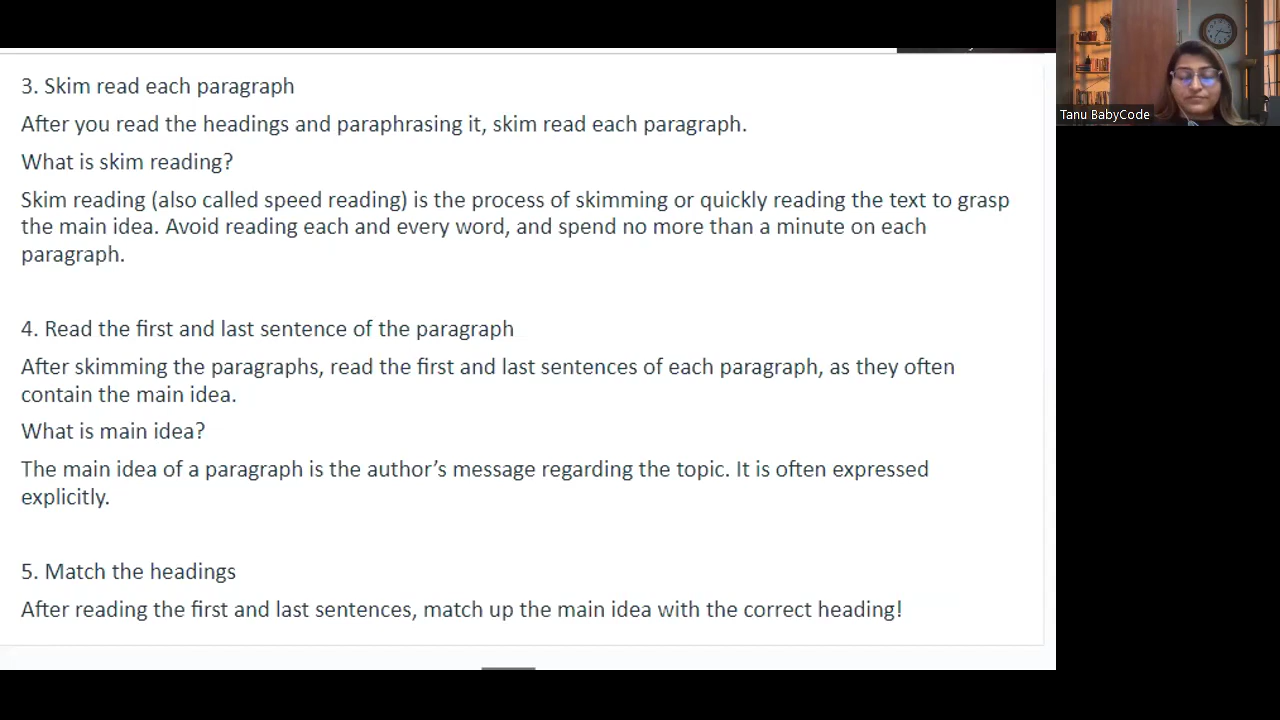 3. Skim read each paragraph
After you read the headings and paraphrasing it, skim read each paragraph.
What is skim reading?
Skim reading (also called speed reading) is the process of skimming or quickly reading the text to grasp
the main idea. Avoid reading each and every word, and spend no more than a minute on each
paragraph.
4. Read the first and last sentence of the paragraph
After skimming the paragraphs, read the first and last sentences of each paragraph, as they often
contain the main idea.
What is main idea?
The main idea of a paragraph is the author’s message regarding the topic. It is often expressed
explicitly.
5. Match the headings
After reading the first and last sentences, match up the main idea with the correct heading!
Tanu BabyCode